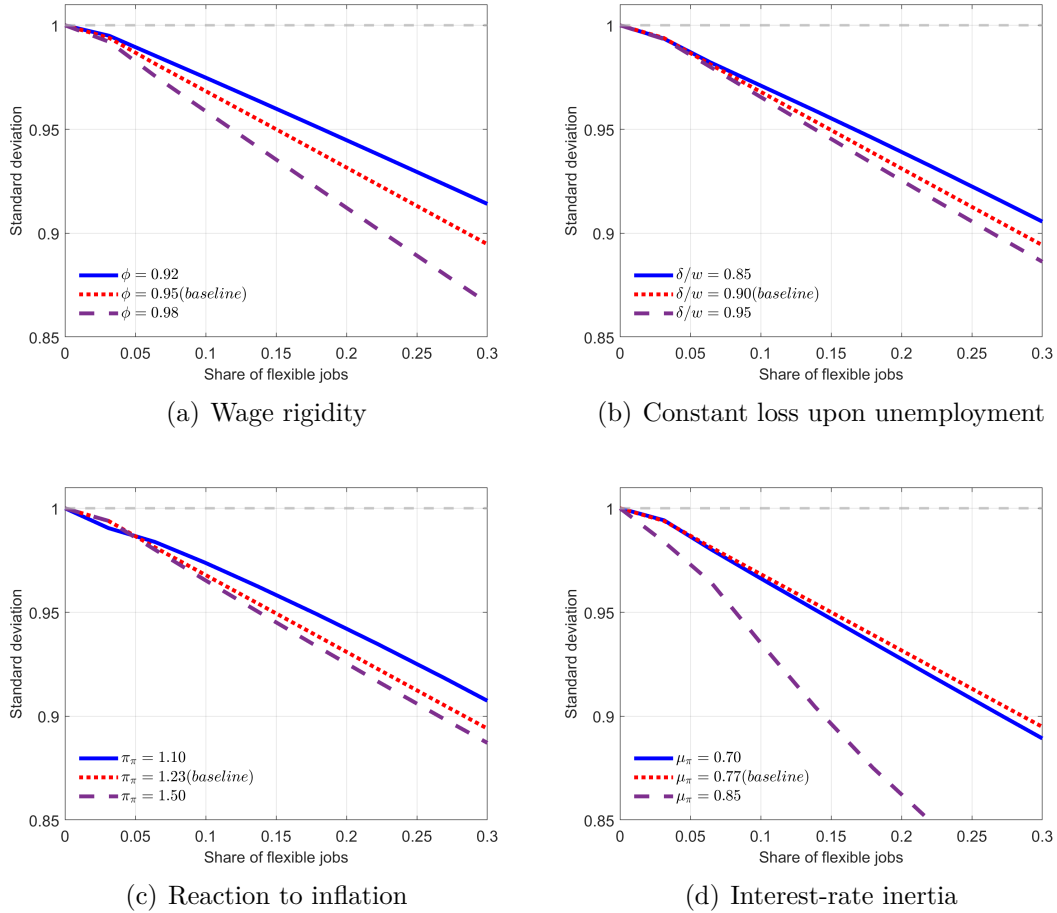 1
0.95
0.9
0.85
Standard deviation
ϕ = 0.92
ϕ = 0.95(baseline)
ϕ = 0.98
0 0.05 0.1 0.15 0.2 0.25 0.3
Share of flexible jobs
(a) Wage rigidity
1
0.95
0.9
0.85
Standard deviation
δ/w = 0.85
δ/w = 0.90(baseline)
δ/w = 0.95
0 0.05 0.1 0.15 0.2 0.25 0.3
Share of flexible jobs
(b) Constant loss upon unemployment
1
0.95
0.9
0.85
Standard deviation
π_π = 1.10
π_π = 1.23(baseline)
π_π = 1.50
0 0.05 0.1 0.15 0.2 0.25 0.3
Share of flexible jobs
(c) Reaction to inflation
1
0.95
0.9
0.85
Standard deviation
μ_π = 0.70
μ_π = 0.77(baseline)
μ_π = 0.85
0 0.05 0.1 0.15 0.2 0.25 0.3
Share of flexible jobs
(d) Interest-rate inertia